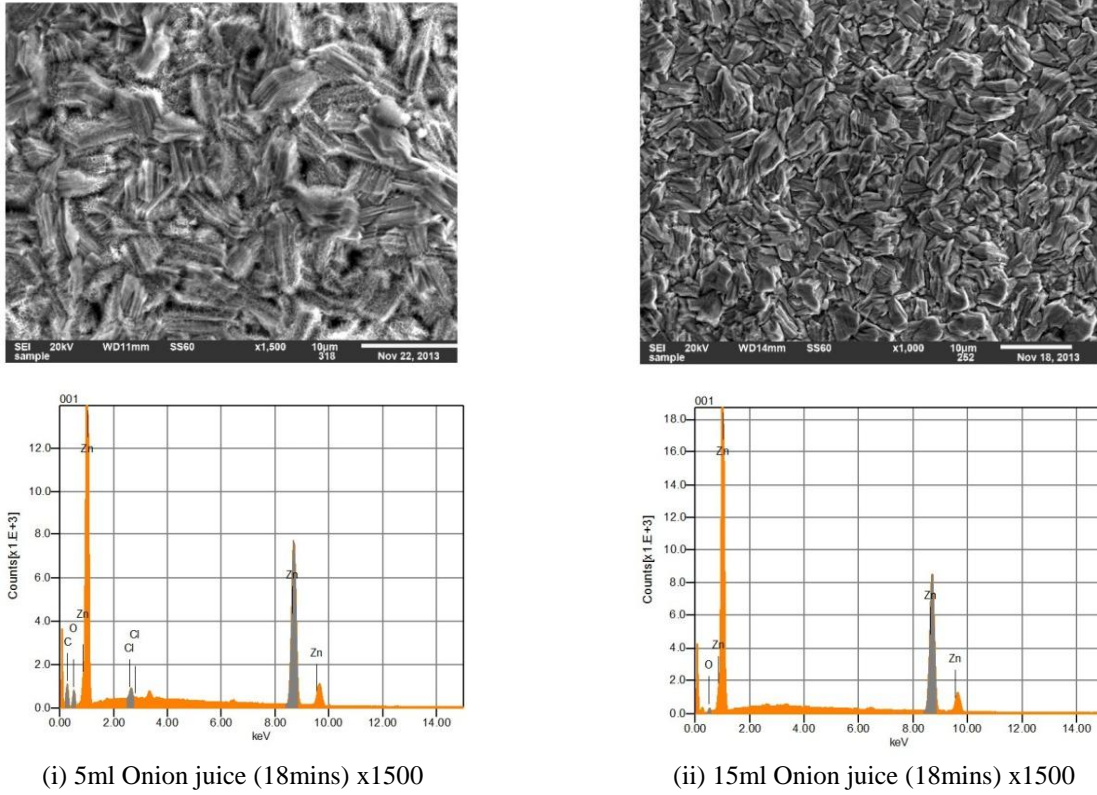 SEI 20kV WD11mm SS60 x1,500 10µm
sample 318 Nov 22, 2013
SEI 20kV WD14mm SS60 x1,000 10µm
sample 252 Nov 18, 2013
001
Counts[x1.E+3]
12.0
10.0
8.0
6.0
4.0
2.0
0.0
Zn
Zn
O
C
Cl
Cl
Zn
Zn
0.00 2.00 4.00 6.00 8.00 10.00 12.00 14.00
keV
001
Counts[x1.E+3]
18.0
16.0
14.0
12.0
10.0
8.0
6.0
4.0
2.0
0.0
Zn
Zn
O
Zn
Zn
0.00 2.00 4.00 6.00 8.00 10.00 12.00 14.00
keV
(i) 5ml Onion juice (18mins) x1500
(ii) 15ml Onion juice (18mins) x1500